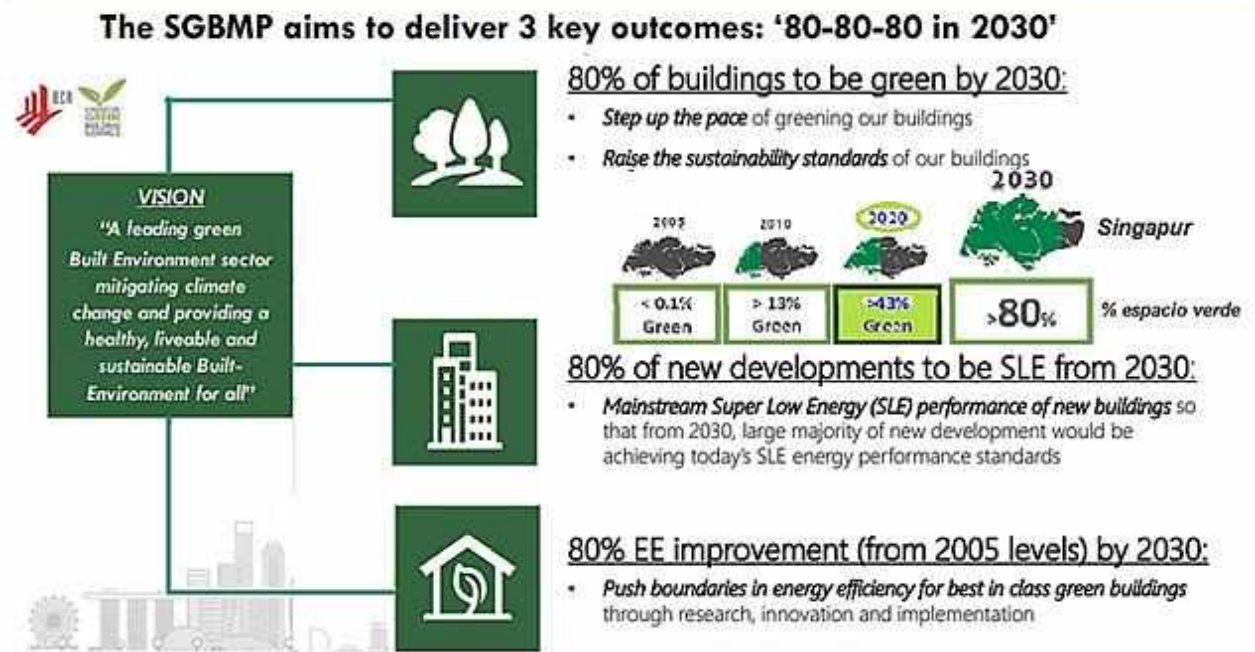 The SGBMP aims to deliver 3 key outcomes: ‘80-80-80 in 2030'
BCA
VISION
"A leading green
Built Environment sector
mitigating climate
change and providing a
healthy, liveable and
sustainable Built-
Environment for all"
80% of buildings to be green by 2030:
• Step up the pace of greening our buildings
• Raise the sustainability standards of our buildings
2005
2010
2020
2030
Singapur
< 0.1%
Green
> 13%
Green
>43%
Green
>80%
% espacio verde
80% of new developments to be SLE from 2030:
• Mainstream Super Low Energy (SLE) performance of new buildings so
that from 2030, large majority of new development would be
achieving today's SLE energy performance standards
80% EE improvement (from 2005 levels) by 2030:
• Push boundaries in energy efficiency for best in class green buildings
through research, innovation and implementation